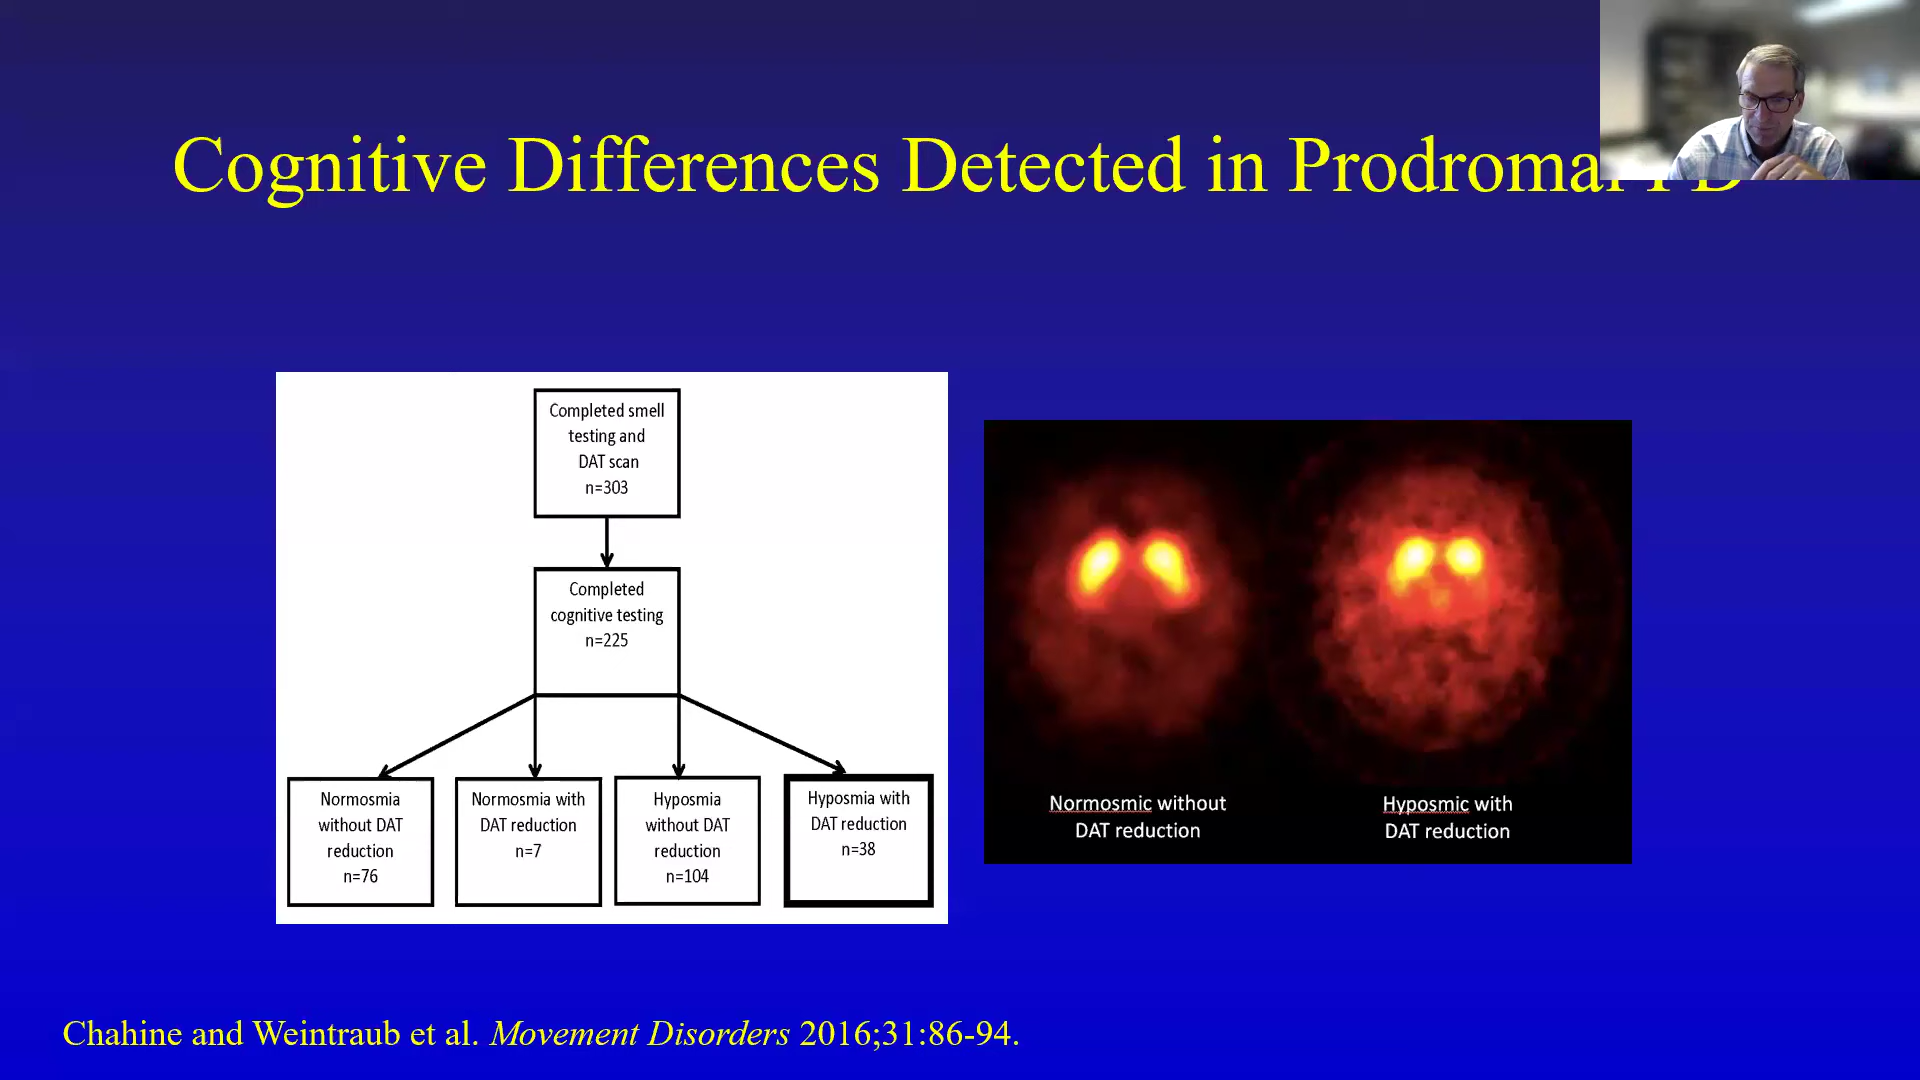 Cognitive Differences Detected in Prodromal PD
Completed smell
testing and
DAT scan
n=303
Completed
cognitive testing
n=225
Normosmia
without DAT
reduction
n=76
Normosmia with
DAT reduction
n=7
Hyposmia
without DAT
reduction
n=104
Hyposmia with
DAT reduction
n=38
Normosmic without
DAT reduction
Hyposmic with
DAT reduction
Chahine and Weintraub et al. Movement Disorders 2016;31:86-94.